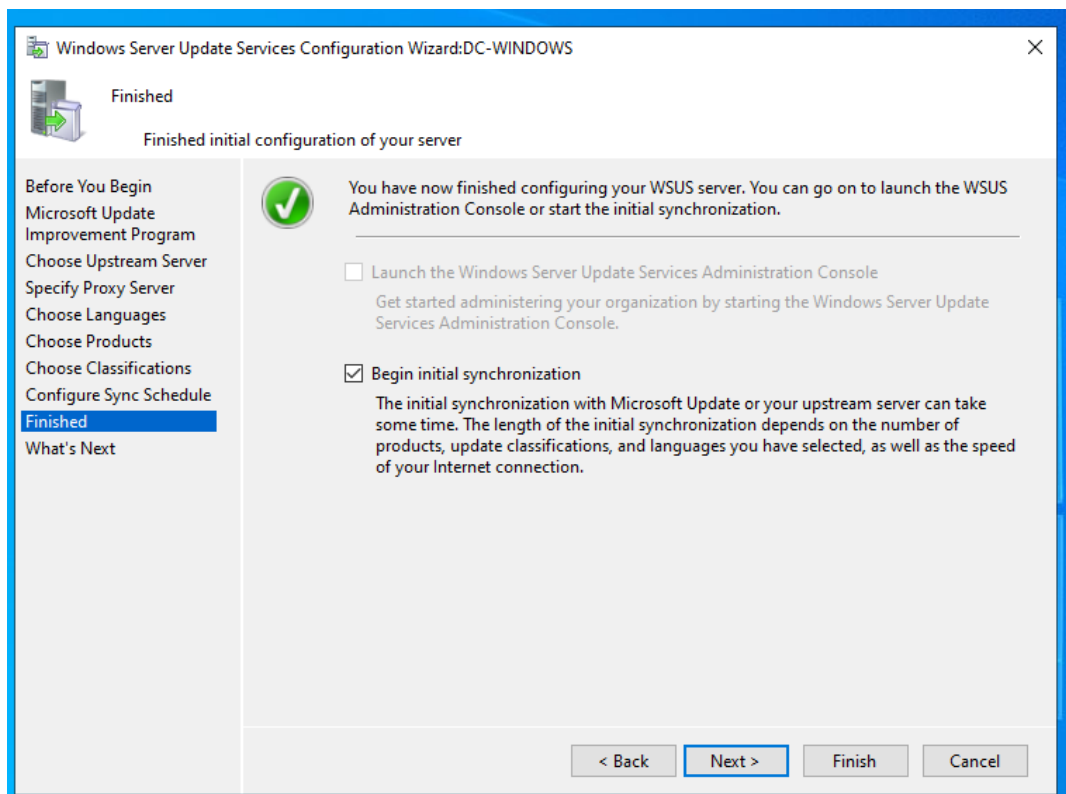 Windows Server Update Services Configuration Wizard:DC-WINDOWS
Finished
Finished initial configuration of your server
Before You Begin
Microsoft Update
Improvement Program
Choose Upstream Server
Specify Proxy Server
Choose Languages
Choose Products
Choose Classifications
Configure Sync Schedule
Finished
What's Next
You have now finished configuring your WSUS server. You can go on to launch the WSUS
Administration Console or start the initial synchronization.
Launch the Windows Server Update Services Administration Console
Get started administering your organization by starting the Windows Server Update
Services Administration Console.
Begin initial synchronization
The initial synchronization with Microsoft Update or your upstream server can take
some time. The length of the initial synchronization depends on the number of
products, update classifications, and languages you have selected, as well as the speed
of your Internet connection.
< Back
Next >
Finish
Cancel